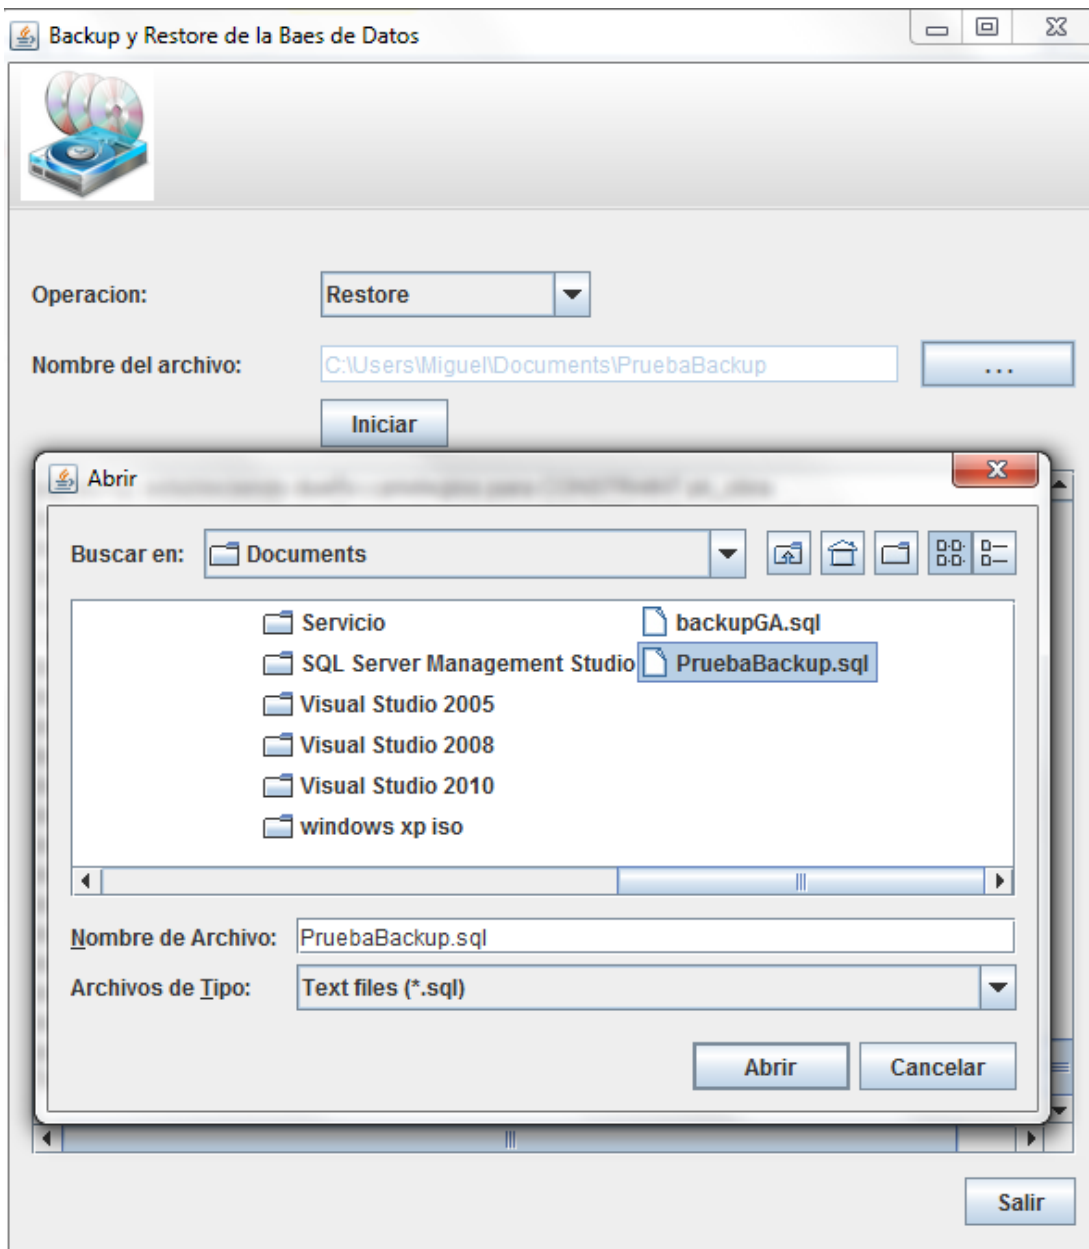 Backup y Restore de la Baes de Datos
Operacion: Restore
Nombre del archivo: C:\Users\Miguel\Documents\PruebaBackup ...
Iniciar
Abrir
Buscar en: Documents
Servicio backupGA.sql
SQL Server Management Studio PruebaBackup.sql
Visual Studio 2005
Visual Studio 2008
Visual Studio 2010
windows xp iso
Nombre de Archivo: PruebaBackup.sql
Archivos de Tipo: Text files (*.sql)
Abrir Cancelar
Salir